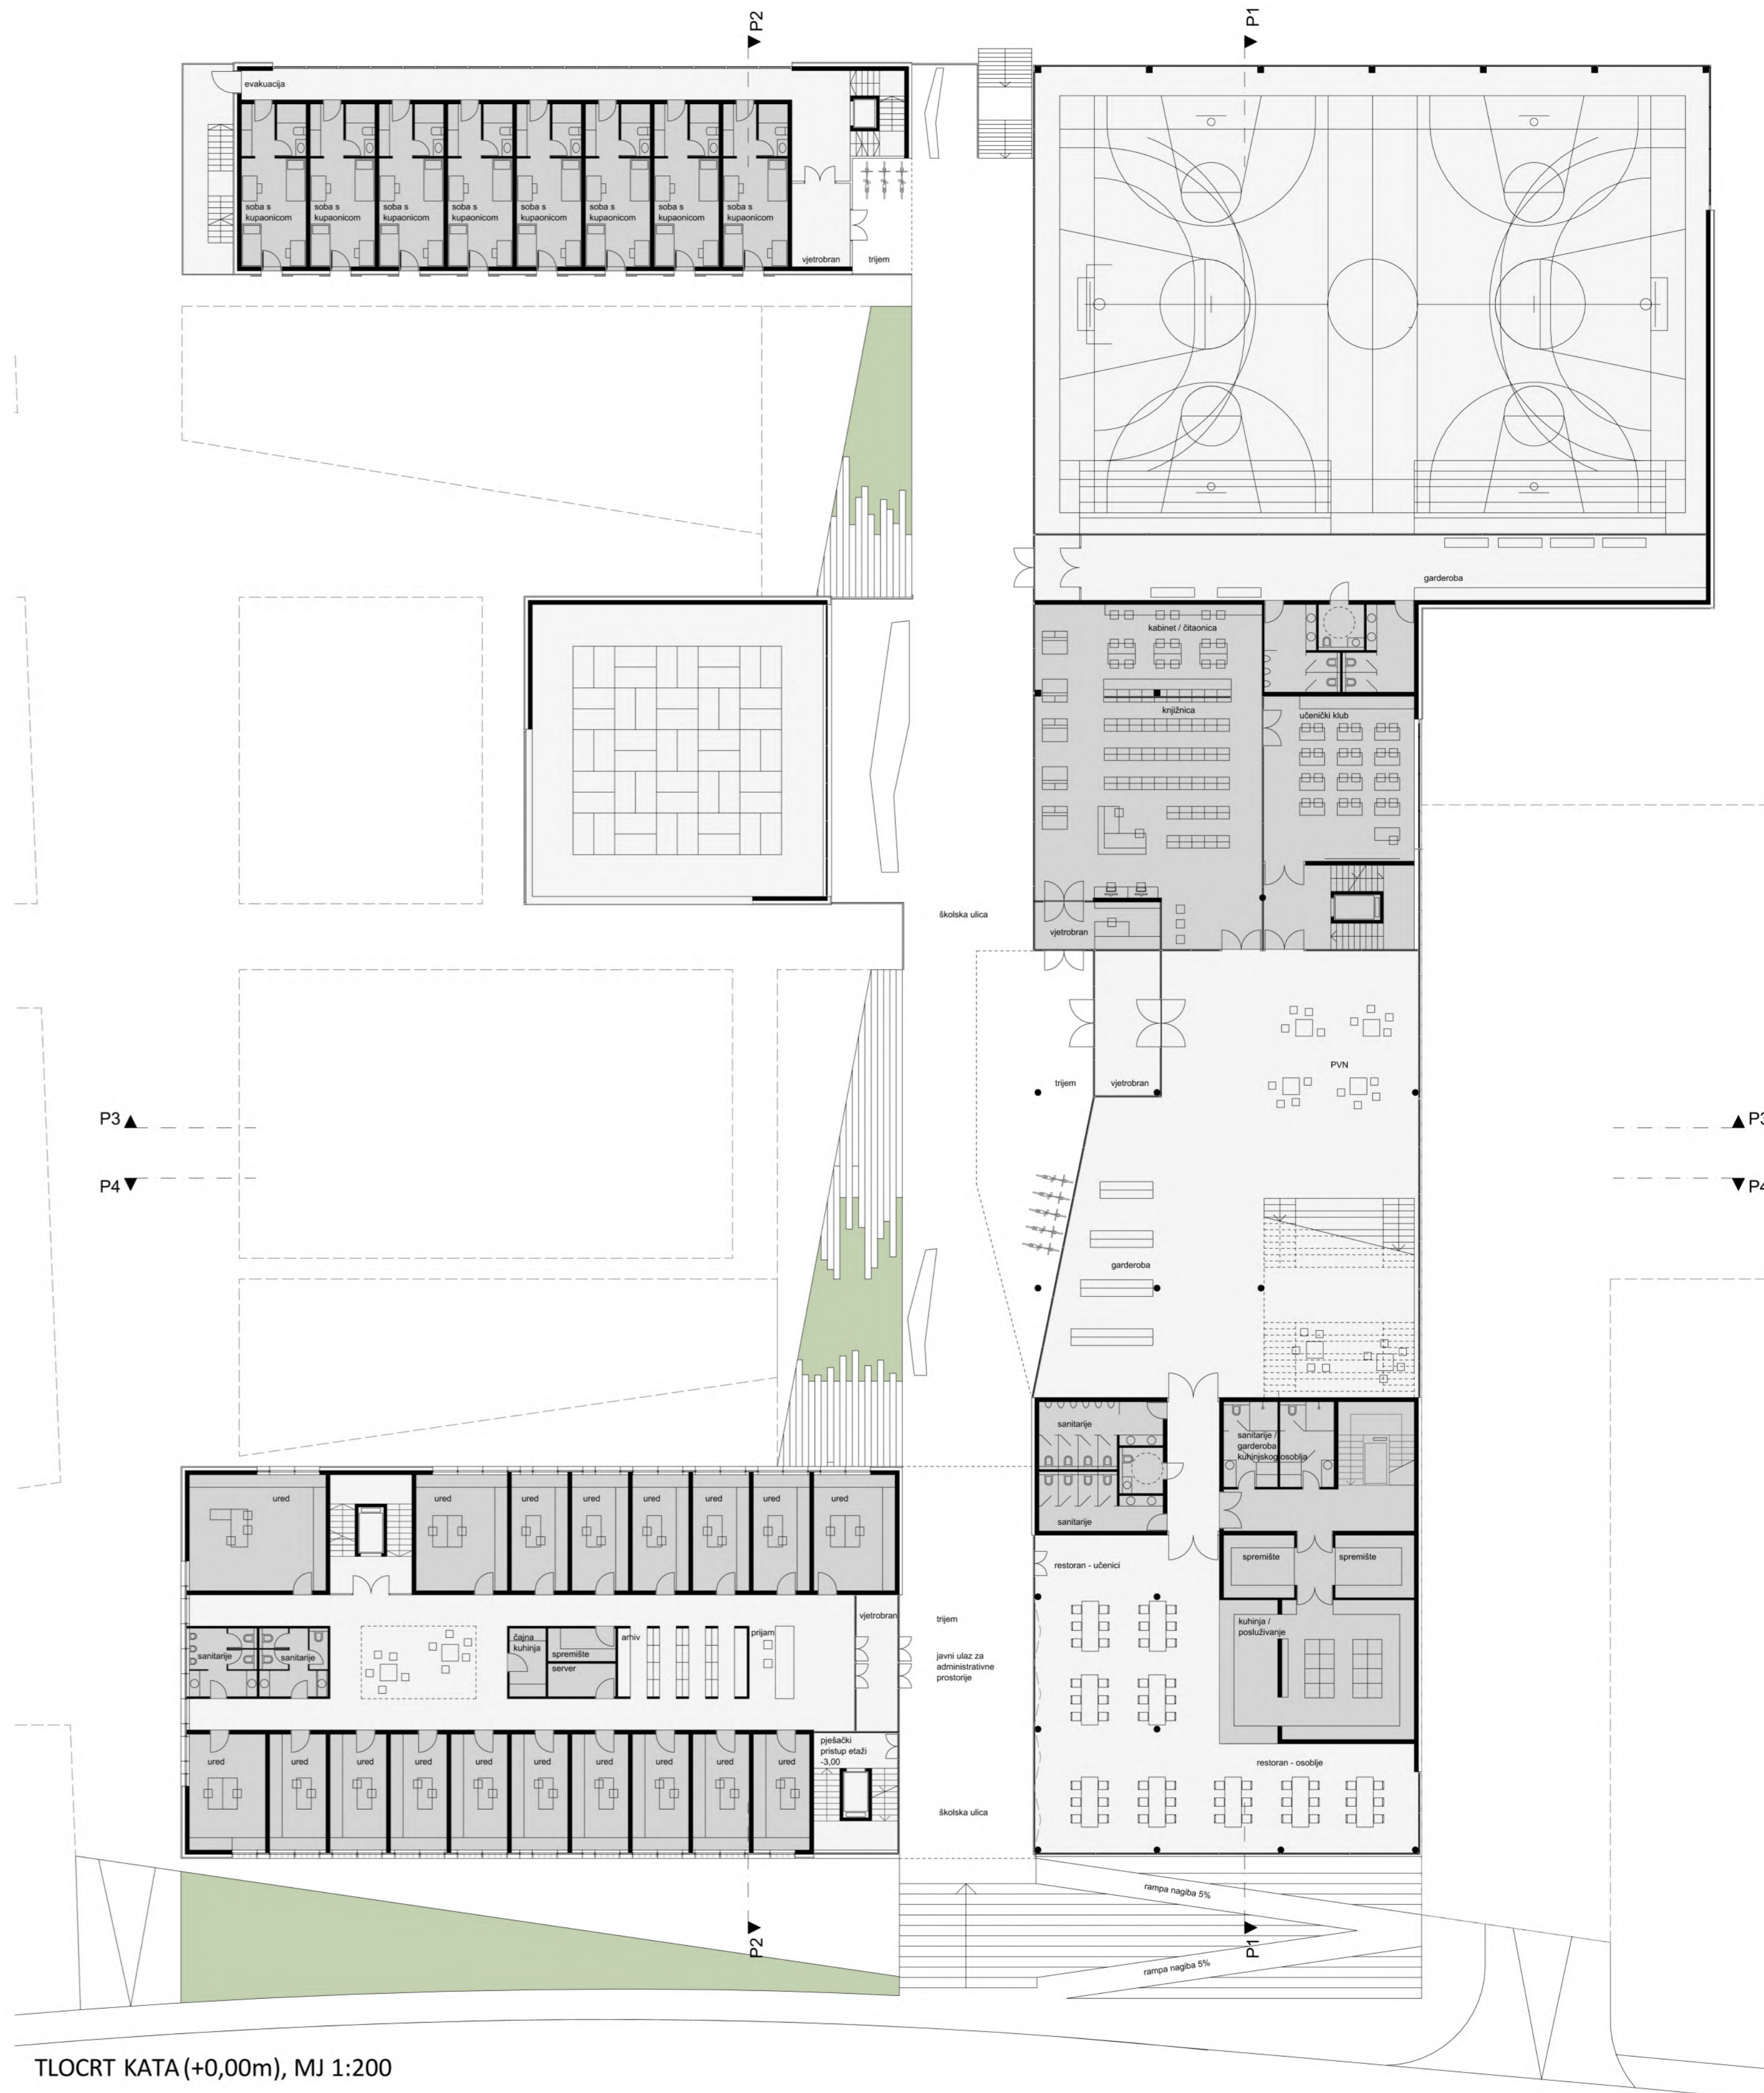 P2
P1
evakuacija
soba s
kupaonicom
soba s
kupaonicom
soba s
kupaonicom
soba s
kupaonicom
soba s
kupaonicom
soba s
kupaonicom
soba s
kupaonicom
soba s
kupaonicom
vjetrobran
trijem
garderoba
kabinet / čitaonica
knjižnica
učenički klub
školska ulica
vjetrobran
PVN
trijem
vjetrobran
P3
P3
P4
P4
garderoba
sanitarije
sanitarije /
garderoba
kuhinjskog osoblja
sanitarije
ured
ured
ured
ured
ured
ured
ured
ured
restoran - učenici
spremište
spremište
vjetrobran
trijem
kuhinja /
posluživanje
sanitarije
sanitarije
čajna
kuhinja
spremište
server
arhiv
prijam
javni ulaz za
administrativne
prostorije
pješački
pristup etaži
-3,00
ured
ured
ured
ured
ured
ured
ured
ured
ured
ured
restoran - osoblje
školska ulica
rampa nagiba 5%
P2
P1
rampa nagiba 5%
TLOCRT KATA (+0,00m), MJ 1:200